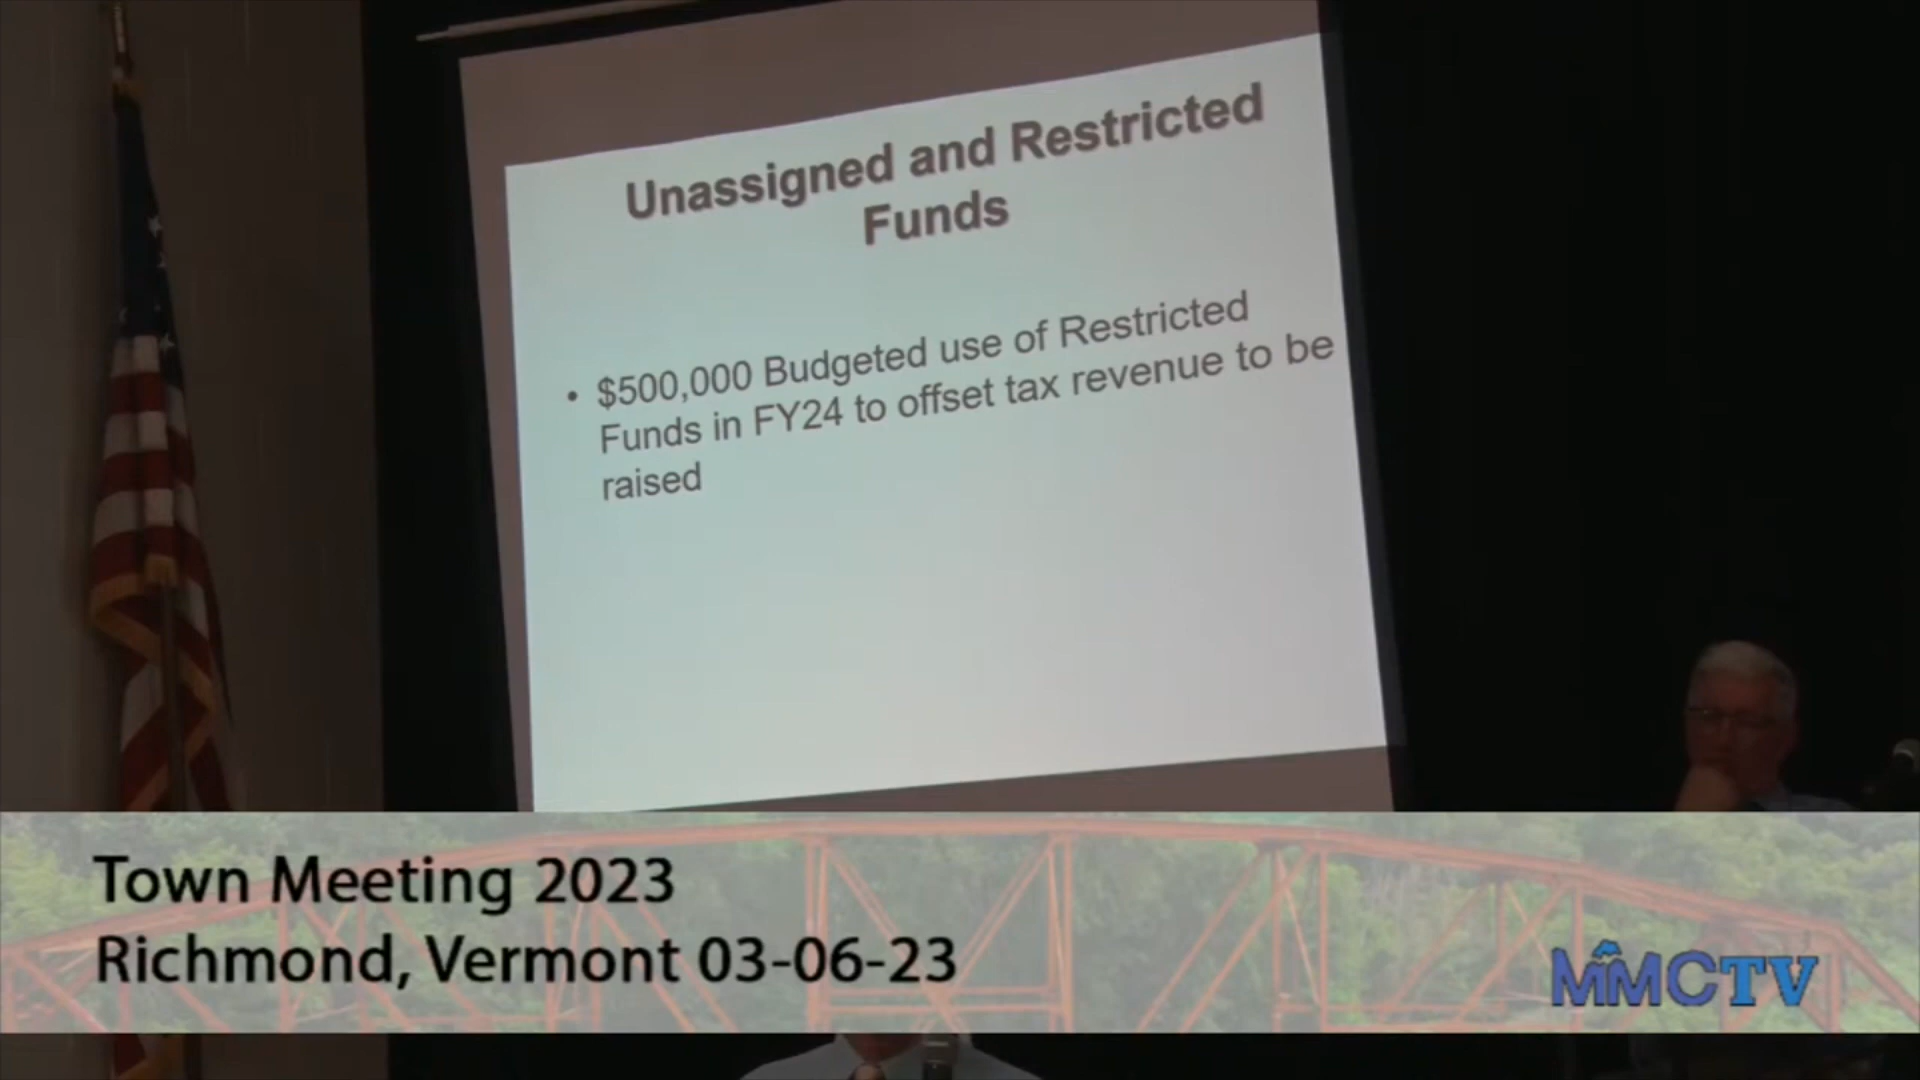 Unassigned and Restricted
Funds
• $500,000 Budgeted use of Restricted
Funds in FY24 to offset tax revenue to be
raised
Town Meeting 2023
Richmond, Vermont 03-06-23
MMCTV